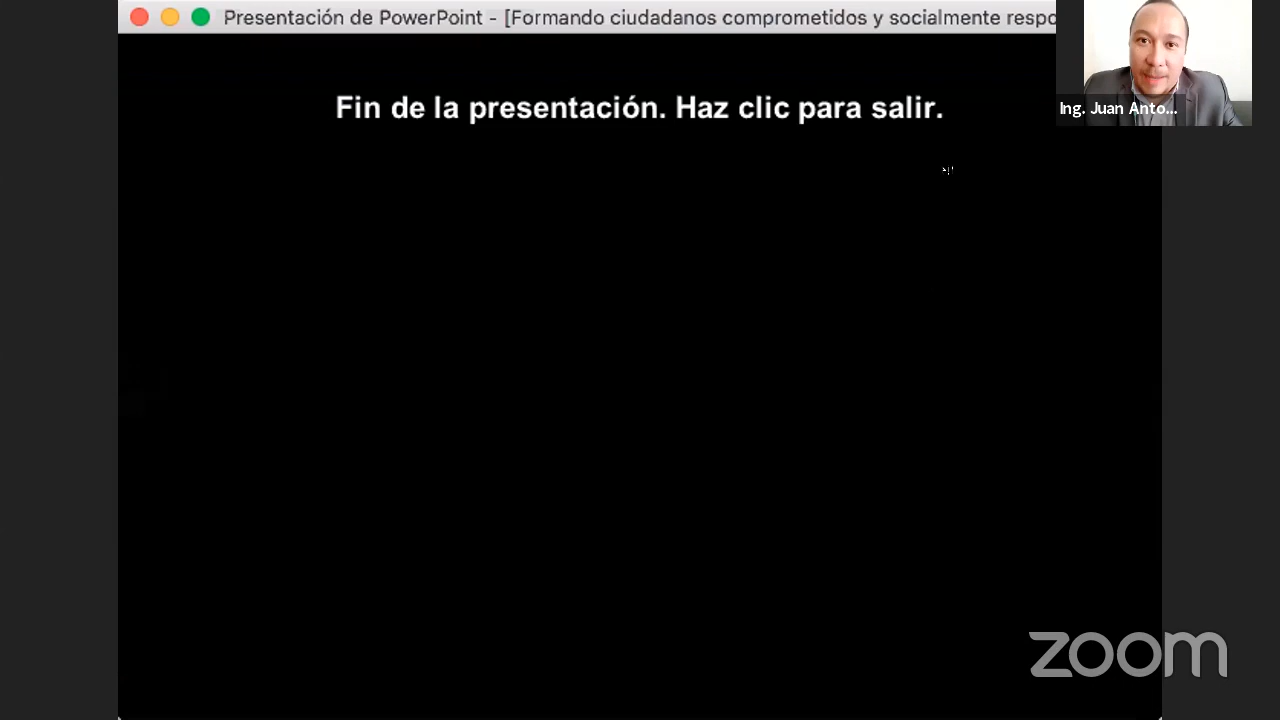 Presentación de PowerPoint - [Formando ciudadanos comprometidos y socialmente respo
Ing. Juan Anto...
Fin de la presentación. Haz clic para salir.
zoom